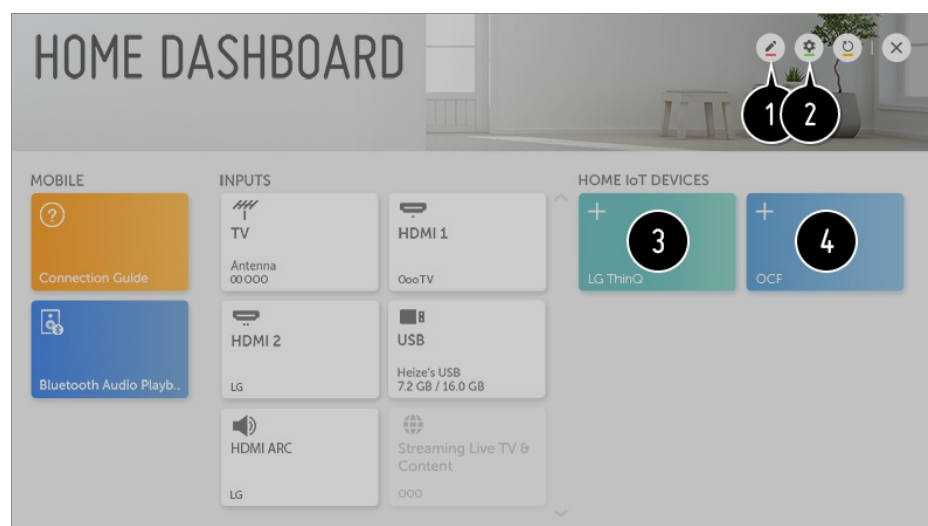 HOME DASHBOARD
1
2
MOBILE
INPUTS
HOME IoT DEVICES
?
Connection Guide
TV
Antenna
00 000
HDMI 1
OooTV
3
LG ThinQ
4
OCF
Bluetooth Audio Playb..
HDMI 2
LG
USB
Heize's USB
7.2 GB / 16.0 GB
HDMI ARC
LG
Streaming Live TV &
Content
000